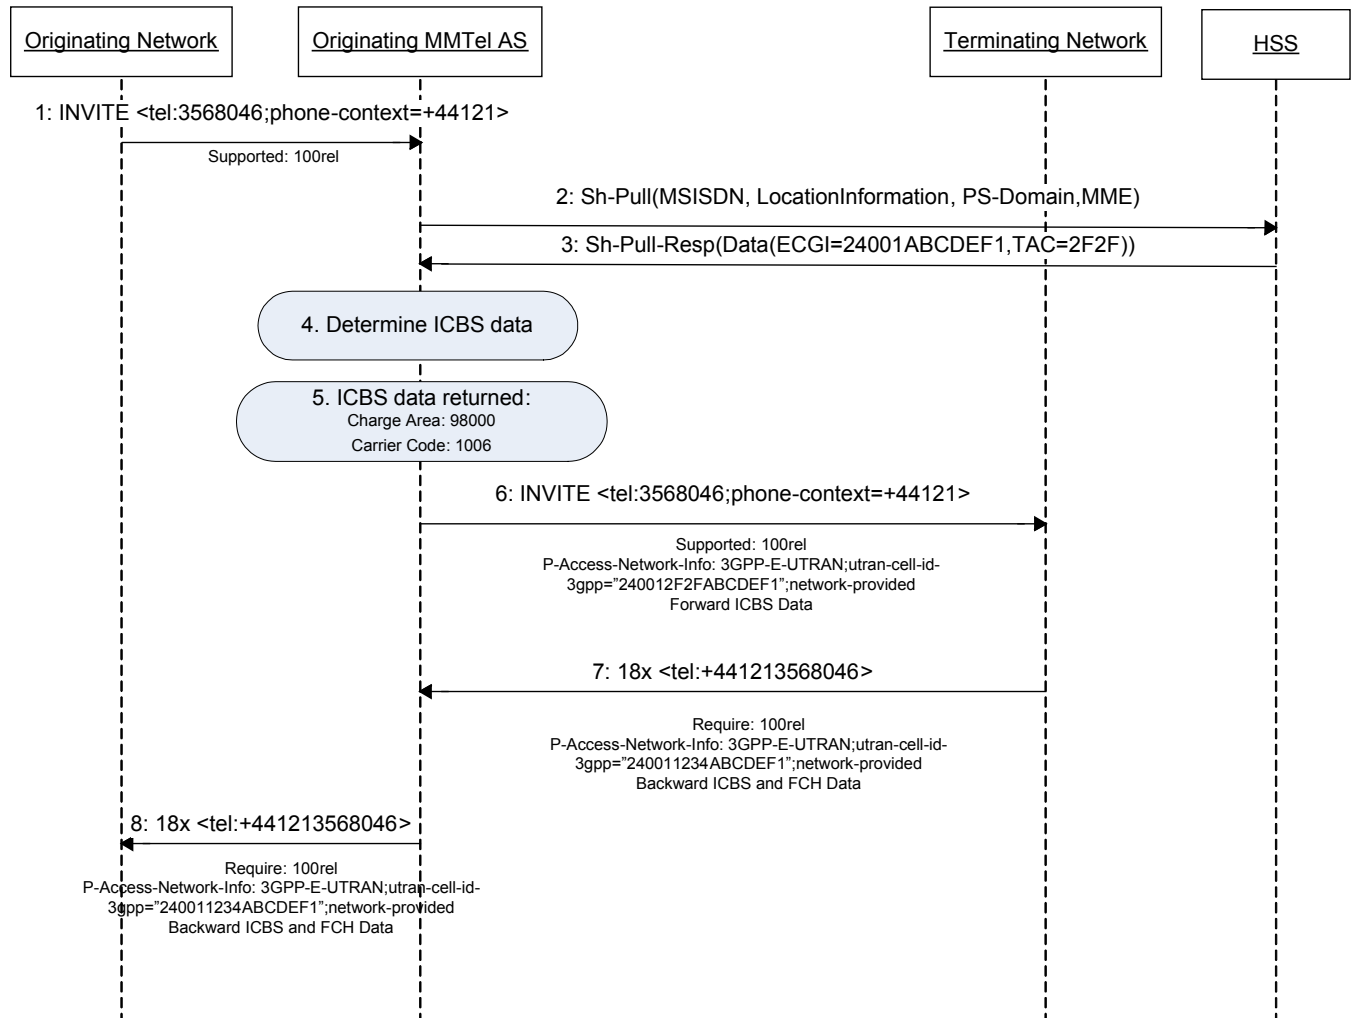 Originating Network
Originating MMTel AS
Terminating Network
HSS
1: INVITE <tel:3568046;phone-context=+44121>
Supported: 100rel
2: Sh-Pull(MSISDN, LocationInformation, PS-Domain,MME)
3: Sh-Pull-Resp(Data(ECGI=24001ABCDEF1,TAC=2F2F))
4. Determine ICBS data
5. ICBS data returned:
Charge Area: 98000
Carrier Code: 1006
6: INVITE <tel:3568046;phone-context=+44121>
Supported: 100rel
P-Access-Network-Info: 3GPP-E-UTRAN;utran-cell-id-
3gpp=”240012F2FABCDEF1”;network-provided
Forward ICBS Data
7: 18x <tel:+441213568046>
Require: 100rel
P-Access-Network-Info: 3GPP-E-UTRAN;utran-cell-id-
3gpp=”240011234ABCDEF1”;network-provided
Backward ICBS and FCH Data
8: 18x <tel:+441213568046>
Require: 100rel
P-Access-Network-Info: 3GPP-E-UTRAN;utran-cell-id-
3gpp=”240011234ABCDEF1”;network-provided
Backward ICBS and FCH Data